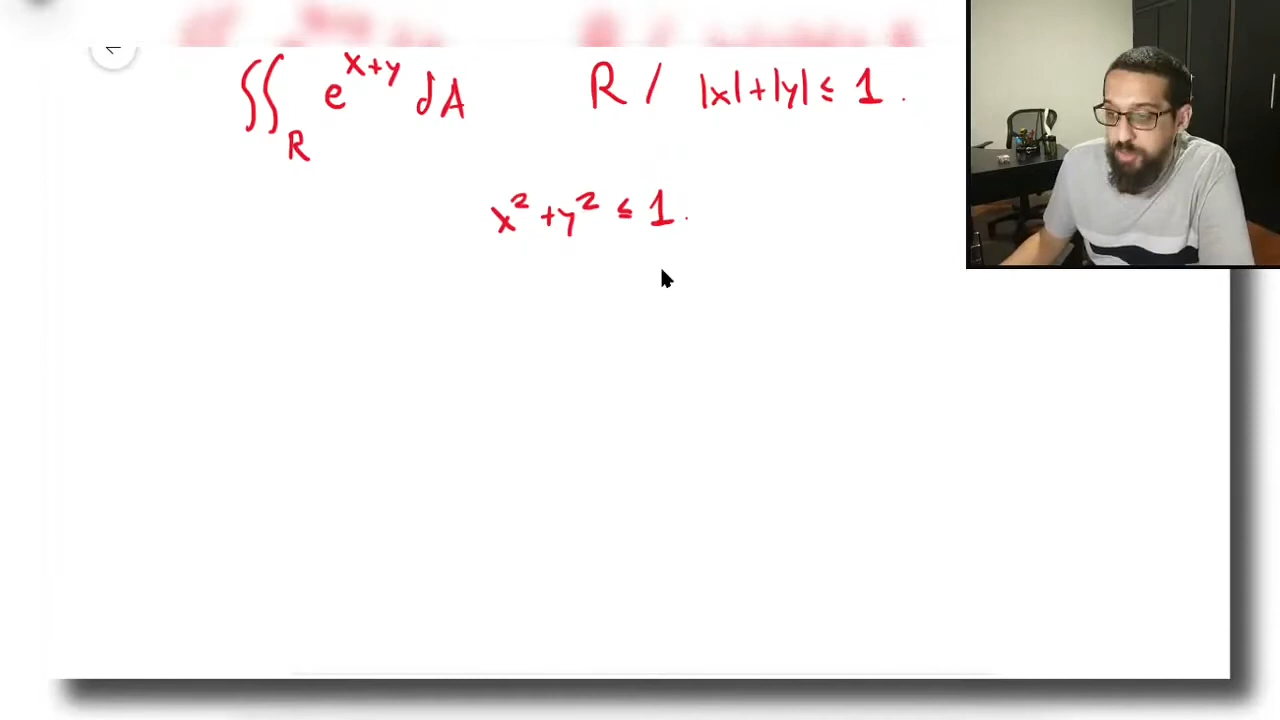 ∬_R e^{x+y} dA R / |x|+|y| ≤ 1 .
x² + y² ≤ 1 .